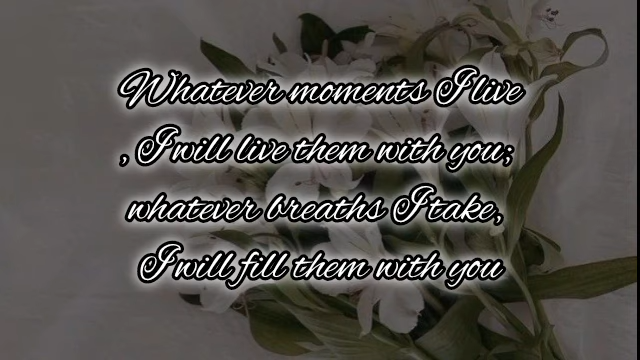 Whatever moments I live
, I will live them with you;
whatever breaths I take,
I will fill them with you